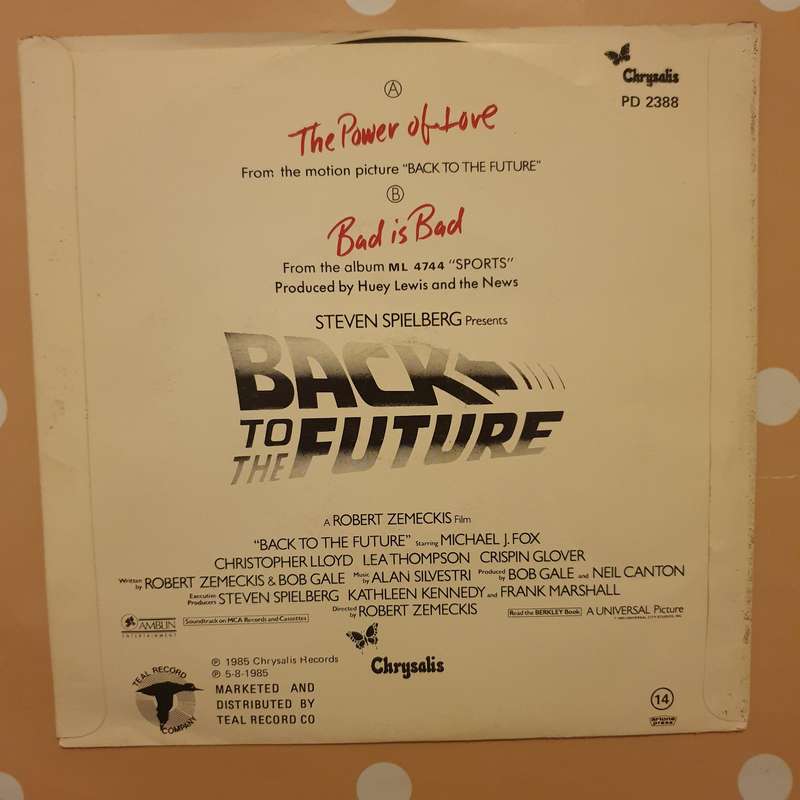 Chrysalis
PD 2388
A
The Power of Love
From the motion picture "BACK TO THE FUTURE"
B
Bad is Bad
From the album ML 4744 "SPORTS"
Produced by Huey Lewis and the News
STEVEN SPIELBERG Presents
BACK
TO
THE FUTURE
A ROBERT ZEMECKIS Film
"BACK TO THE FUTURE" Starring MICHAEL J. FOX
CHRISTOPHER LLOYD LEA THOMPSON CRISPIN GLOVER
Written by ROBERT ZEMECKIS & BOB GALE Music by ALAN SILVESTRI Produced by BOB GALE and NEIL CANTON
Executive Producers STEVEN SPIELBERG KATHLEEN KENNEDY and FRANK MARSHALL
Directed by ROBERT ZEMECKIS
AMBLIN ENTERTAINMENT
Soundtrack on MCA Records and Cassettes
Read the BERKLEY Book
A UNIVERSAL Picture
Chrysalis
TEAL RECORD COMPANY
℗ 1985 Chrysalis Records
℗ 5-8-1985
MARKETED AND
DISTRIBUTED BY
TEAL RECORD CO
14
artone press